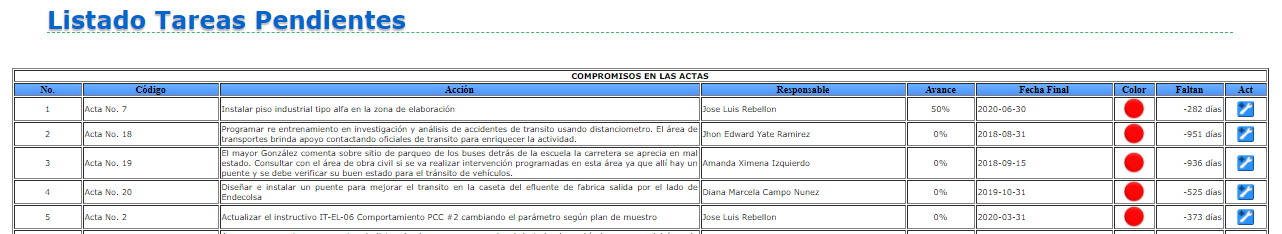 Listado Tareas Pendientes
COMPROMISOS EN LAS ACTAS
No. Código Acción Responsable Avance Fecha Final Color Faltan Act
1 Acta No. 7 Instalar piso industrial tipo alfa en la zona de elaboración Jose Luis Rebellon 50% 2020-06-30 -282 días
2 Acta No. 18 Programar re entrenamiento en investigación y análisis de accidentes de transito usando distanciometro. El área de
transportes brinda apoyo contactando oficiales de transito para enriquecer la actividad. Jhon Edward Yate Ramirez 0% 2018-08-31 -951 días
3 Acta No. 19 El mayor González comenta sobre sitio de parqueo de los buses detrás de la escuela la carretera se aprecia en mal
estado. Consultar con el área de obra civil si se va realizar intervención programadas en esta área ya que allí hay un
puente y se debe verificar su buen estado para el tránsito de vehículos. Amanda Ximena Izquierdo 0% 2018-09-15 -936 días
4 Acta No. 20 Diseñar e instalar un puente para mejorar el transito en la caseta del efluente de fabrica salida por el lado de
Endecolsa Diana Marcela Campo Nunez 0% 2019-10-31 -525 días
5 Acta No. 2 Actualizar el instructivo IT-EL-06 Comportamiento PCC #2 cambiando el parámetro según plan de muestro Jose Luis Rebellon 0% 2020-03-31 -373 días